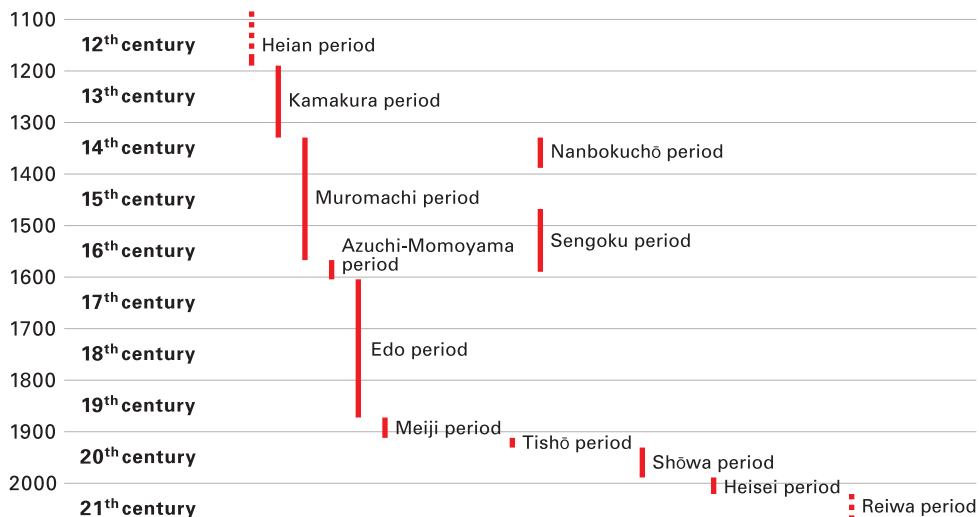 1100
12th century
Heian period
1200
13th century
Kamakura period
1300
14th century
Nanbokuchō period
1400
15th century
Muromachi period
1500
16th century
Azuchi-Momoyama
period
Sengoku period
1600
17th century
1700
18th century
Edo period
1800
19th century
Meiji period
1900
Tishō period
20th century
Shōwa period
2000
Heisei period
21th century
Reiwa period